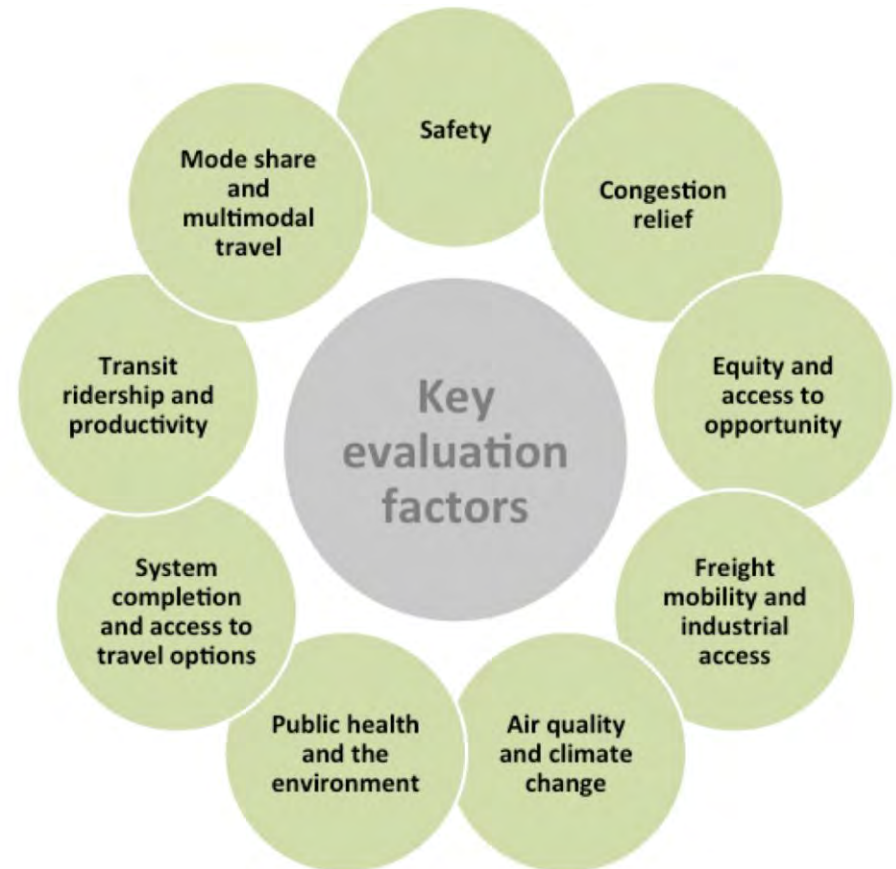 Safety
Congestion
relief
Equity and
access to
opportunity
Freight
mobility and
industrial
access
Air quality
and climate
change
Public health
and the
environment
System
completion
and access to
travel options
Transit
ridership and
productivity
Mode share
and
multimodal
travel
Key
evaluation
factors